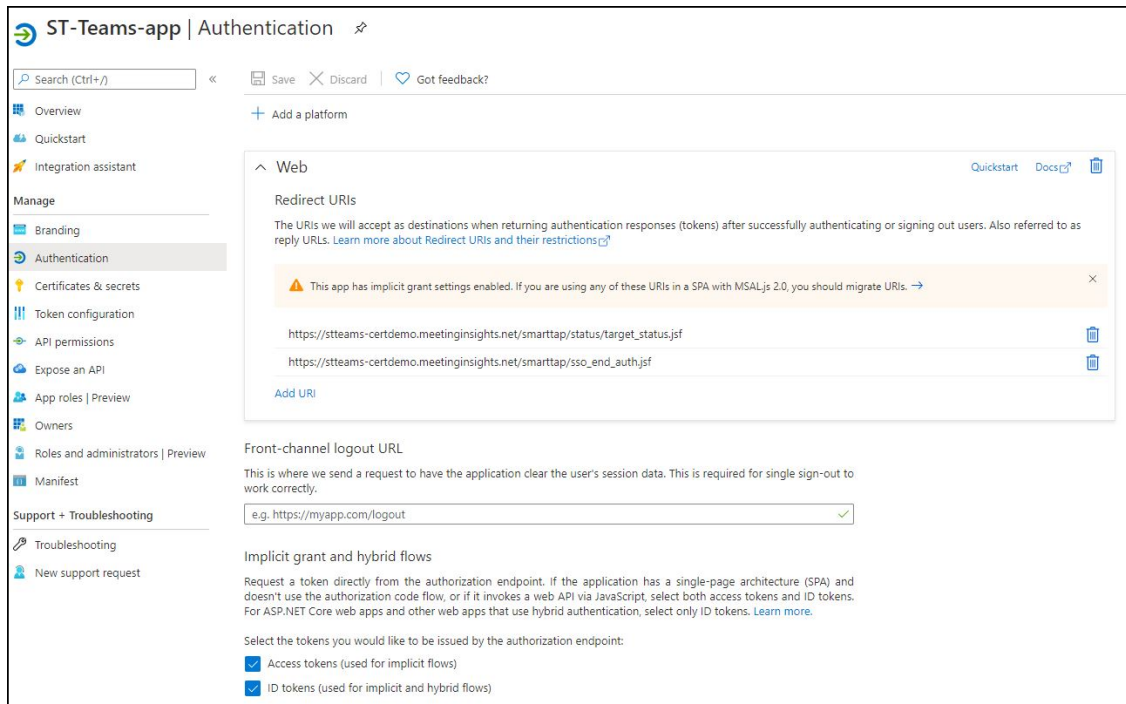 ST-Teams-app | Authentication
Search (Ctrl+/)
«
Overview
Quickstart
Integration assistant
Manage
Branding
Authentication
Certificates & secrets
Token configuration
API permissions
Expose an API
App roles | Preview
Owners
Roles and administrators | Preview
Manifest
Support + Troubleshooting
Troubleshooting
New support request
Save Discard Got feedback?
Add a platform
Web
Quickstart Docs
Redirect URIs
The URIs we will accept as destinations when returning authentication responses (tokens) after successfully authenticating or signing out users. Also referred to as
reply URLs. Learn more about Redirect URIs and their restrictions
This app has implicit grant settings enabled. If you are using any of these URIs in a SPA with MSAL.js 2.0, you should migrate URIs. →
https://stteams-certdemo.meetinginsights.net/smarttap/status/target_status.jsf
https://stteams-certdemo.meetinginsights.net/smarttap/sso_end_auth.jsf
Add URI
Front-channel logout URL
This is where we send a request to have the application clear the user's session data. This is required for single sign-out to
work correctly.
e.g. https://myapp.com/logout
Implicit grant and hybrid flows
Request a token directly from the authorization endpoint. If the application has a single-page architecture (SPA) and
doesn't use the authorization code flow, or if it invokes a web API via JavaScript, select both access tokens and ID tokens.
For ASP.NET Core web apps and other web apps that use hybrid authentication, select only ID tokens. Learn more.
Select the tokens you would like to be issued by the authorization endpoint:
Access tokens (used for implicit flows)
ID tokens (used for implicit and hybrid flows)